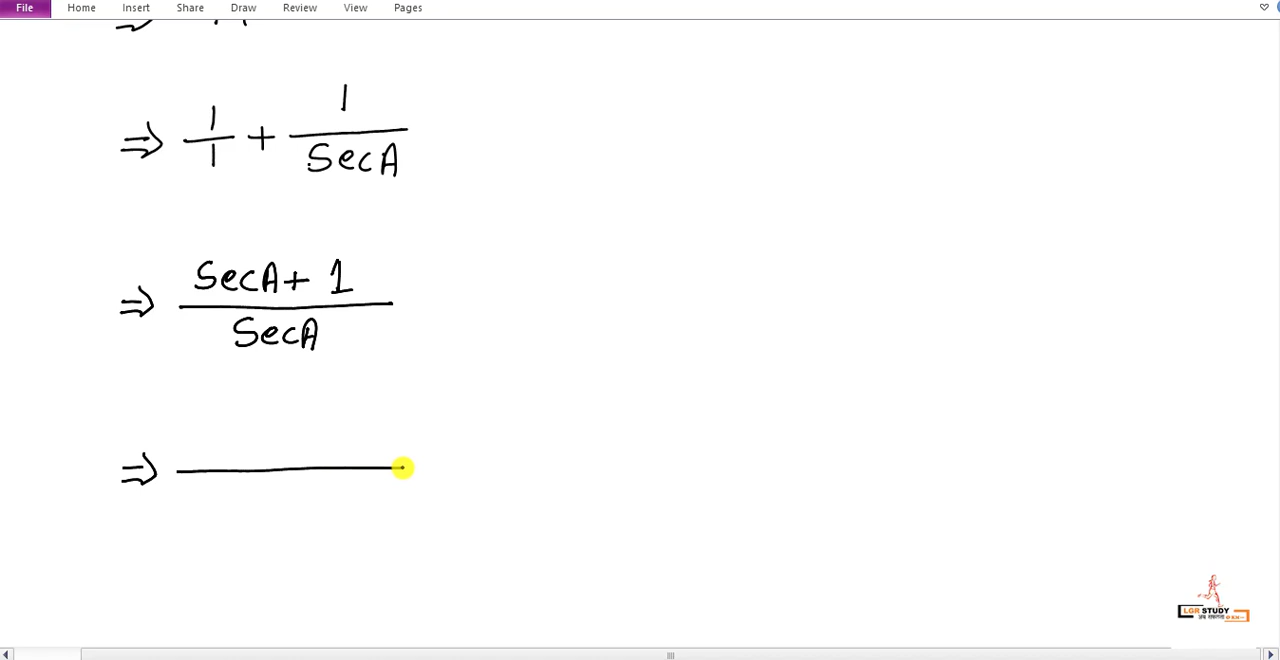 File Home Insert Share Draw Review View Pages
⇒ 1/1 + 1/SecA
⇒ SecA+ 1/SecA
⇒
LGR STUDY